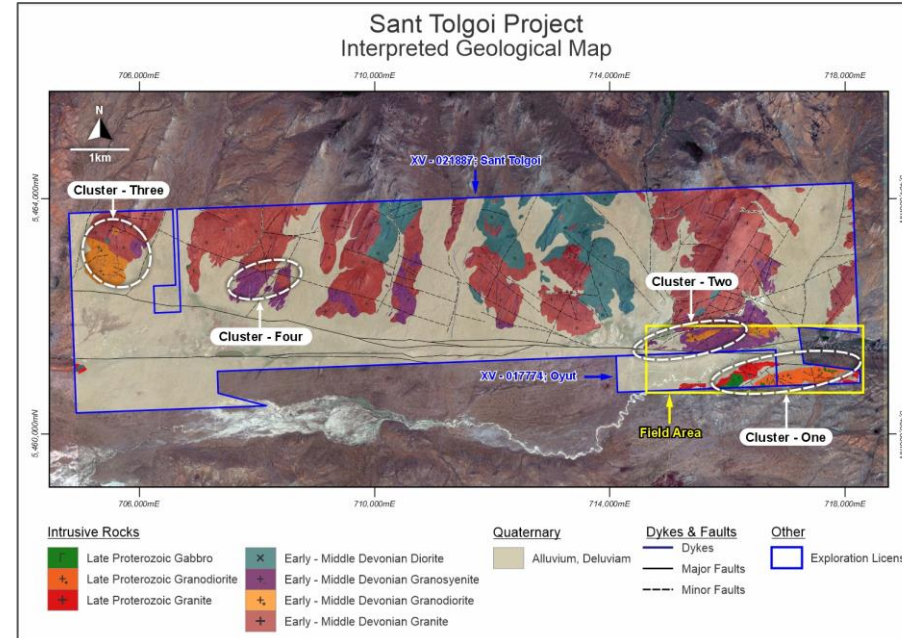 Sant Tolgoi Project
Interpreted Geological Map
706,000mE
710,000mE
714,000mE
718,000mE
N
1km
XV - 021887; Sant Tolgoi
5,464,000mN
Cluster - Three
Cluster - Two
Cluster - Four
XV - 017774; Oyut
5,460,000mN
Field Area
Cluster - One
706,000mE
710,000mE
714,000mE
718,000mE
Intrusive Rocks
Late Proterozoic Gabbro
Late Proterozoic Granodiorite
Late Proterozoic Granite
Early - Middle Devonian Diorite
Early - Middle Devonian Granosyenite
Early - Middle Devonian Granodiorite
Early - Middle Devonian Granite
Quaternary
Alluvium, Deluviam
Dykes & Faults
Dykes
Major Faults
Minor Faults
Other
Exploration Licens